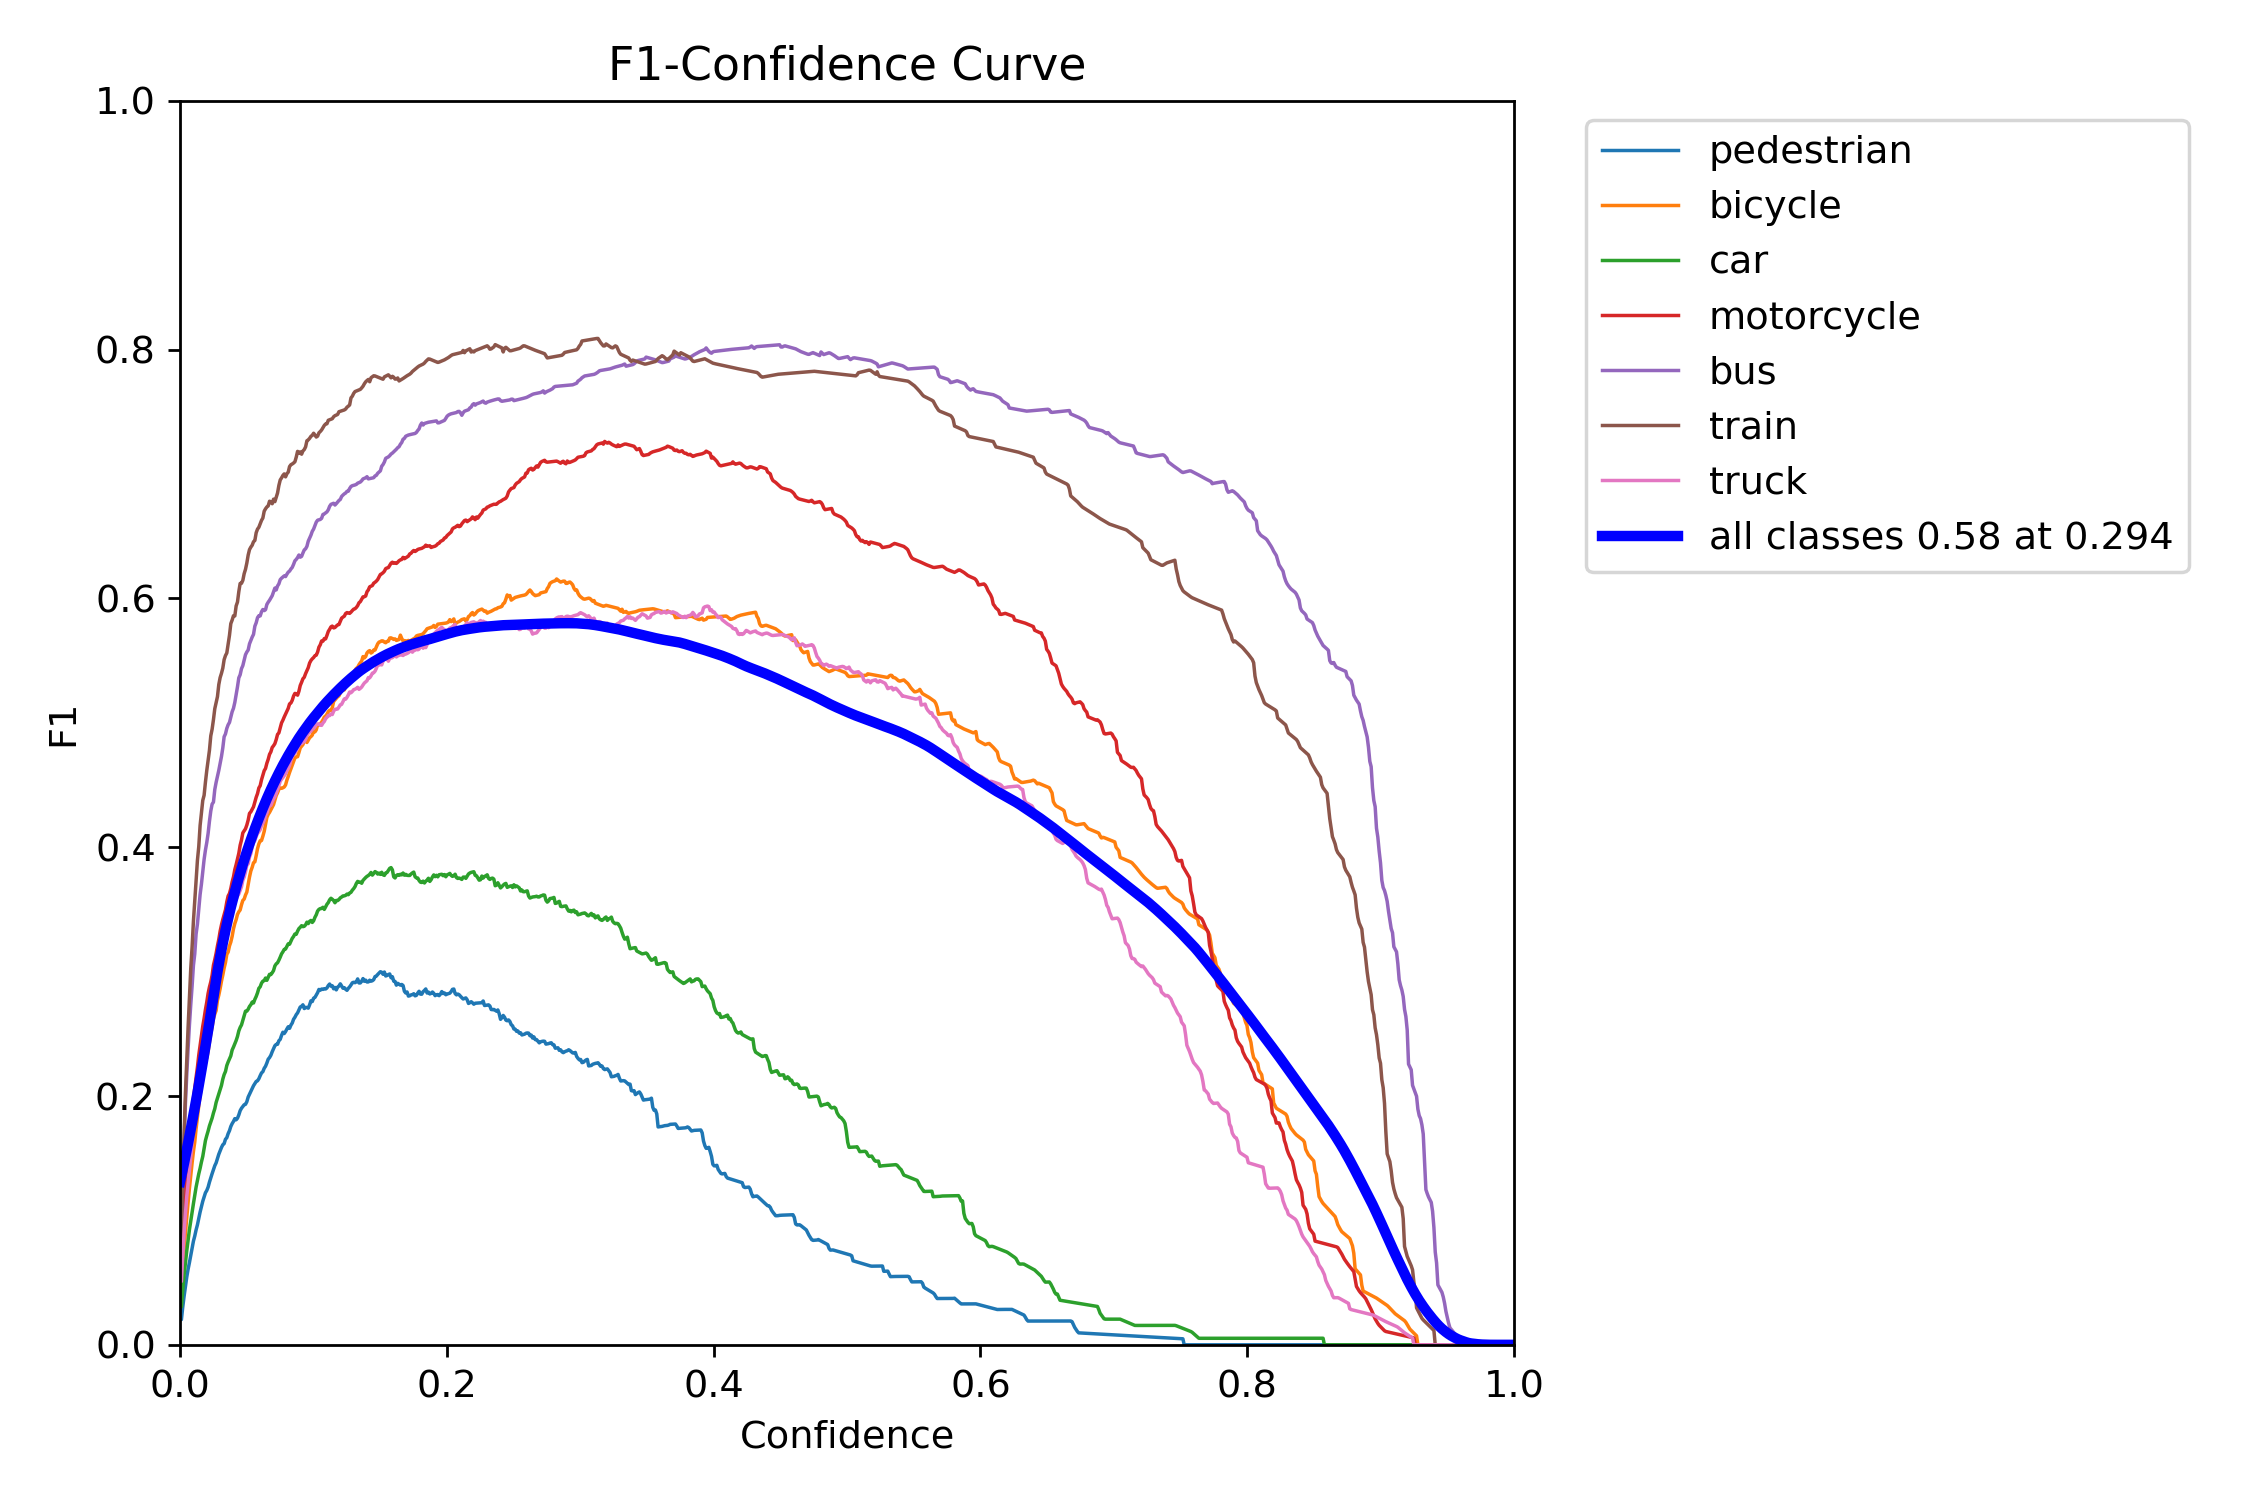 F1-Confidence Curve
1.0
0.8
0.6
0.4
0.2
0.0
F1
0.0 0.2 0.4 0.6 0.8 1.0
Confidence
pedestrian
bicycle
car
motorcycle
bus
train
truck
all classes 0.58 at 0.294